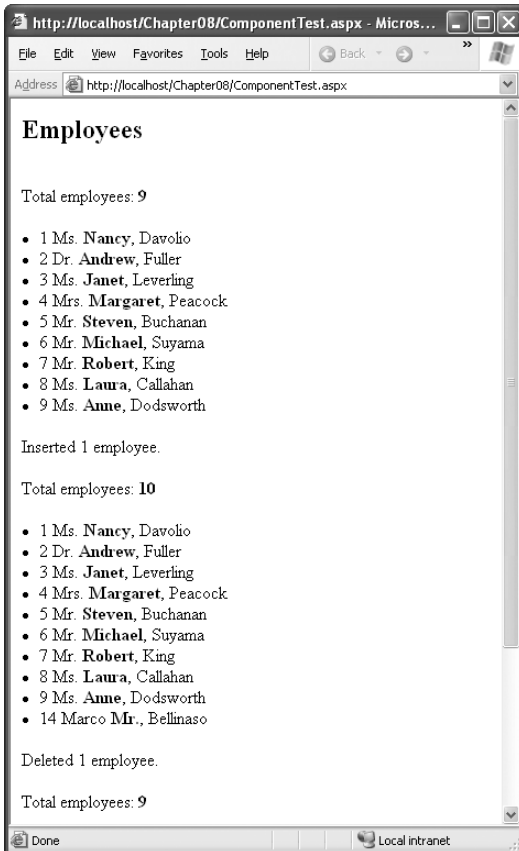 http://localhost/Chapter08/ComponentTest.aspx - Micros...
File Edit View Favorites Tools Help Back »
Address http://localhost/Chapter08/ComponentTest.aspx
Employees
Total employees: 9
• 1 Ms. Nancy, Davolio
• 2 Dr. Andrew, Fuller
• 3 Ms. Janet, Leverling
• 4 Mrs. Margaret, Peacock
• 5 Mr. Steven, Buchanan
• 6 Mr. Michael, Suyama
• 7 Mr. Robert, King
• 8 Ms. Laura, Callahan
• 9 Ms. Anne, Dodsworth
Inserted 1 employee.
Total employees: 10
• 1 Ms. Nancy, Davolio
• 2 Dr. Andrew, Fuller
• 3 Ms. Janet, Leverling
• 4 Mrs. Margaret, Peacock
• 5 Mr. Steven, Buchanan
• 6 Mr. Michael, Suyama
• 7 Mr. Robert, King
• 8 Ms. Laura, Callahan
• 9 Ms. Anne, Dodsworth
• 14 Marco Mr., Bellinaso
Deleted 1 employee.
Total employees: 9
Done Local intranet